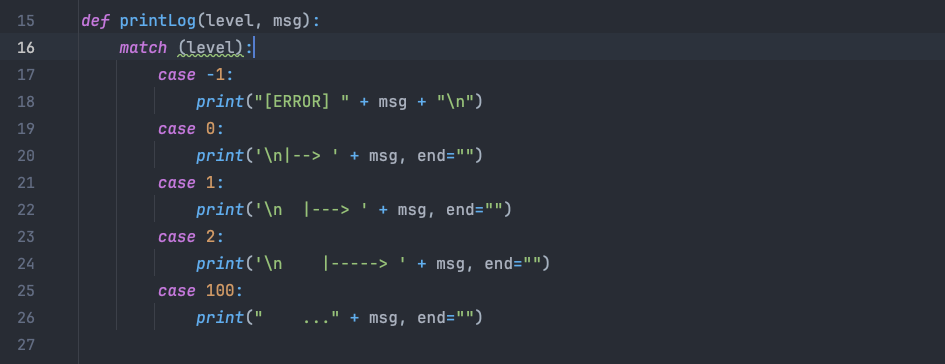 15 def printLog(level, msg):
16     match (level):
17         case -1:
18             print("[ERROR] " + msg + "\n")
19         case 0:
20             print('\n|--> ' + msg, end="")
21         case 1:
22             print('\n  |---> ' + msg, end="")
23         case 2:
24             print('\n    |-----> ' + msg, end="")
25         case 100:
26             print("    ..." + msg, end="")
27